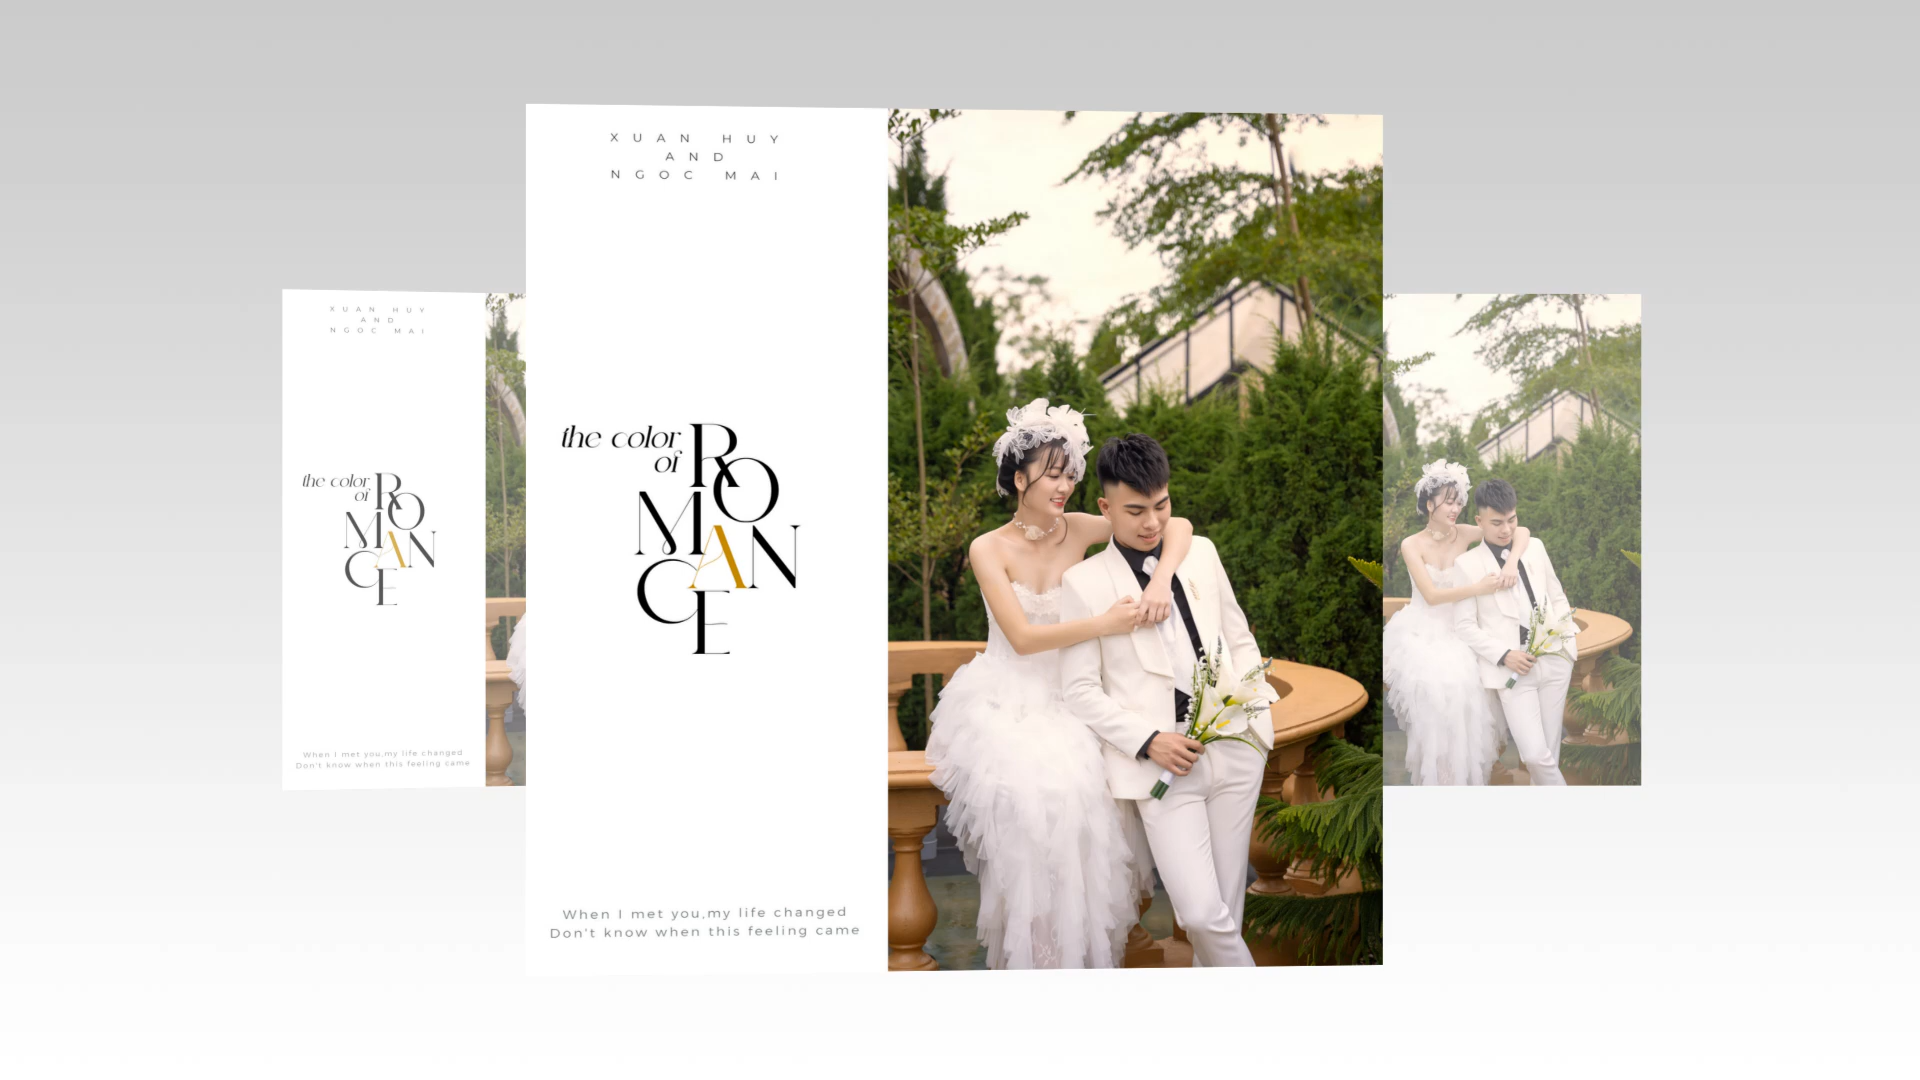 XUAN HUY
AND
NGOC MAI
the color
of
ROMANCE
When I met you,my life changed
Don't know when this feeling came
XUAN HUY
AND
NGOC MAI
the color
of
ROMANCE
When I met you,my life changed
Don't know when this feeling came